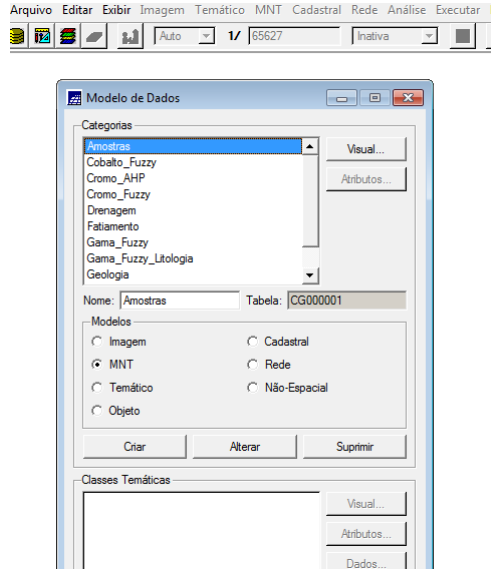 Arquivo Editar Exibir Imagem Temático MNT Cadastral Rede Análise Executar
Auto 1/ 65627 Inativa
Modelo de Dados
Categorias
Amostras
Cobalto_Fuzzy
Cromo_AHP
Cromo_Fuzzy
Drenagem
Fatiamento
Gama_Fuzzy
Gama_Fuzzy_Litologia
Geologia
Visual...
Atributos...
Nome: Amostras Tabela: CG000001
Modelos
Imagem Cadastral
MNT Rede
Temático Não-Espacial
Objeto
Criar Alterar Suprimir
Classes Temáticas
Visual...
Atributos...
Dados...